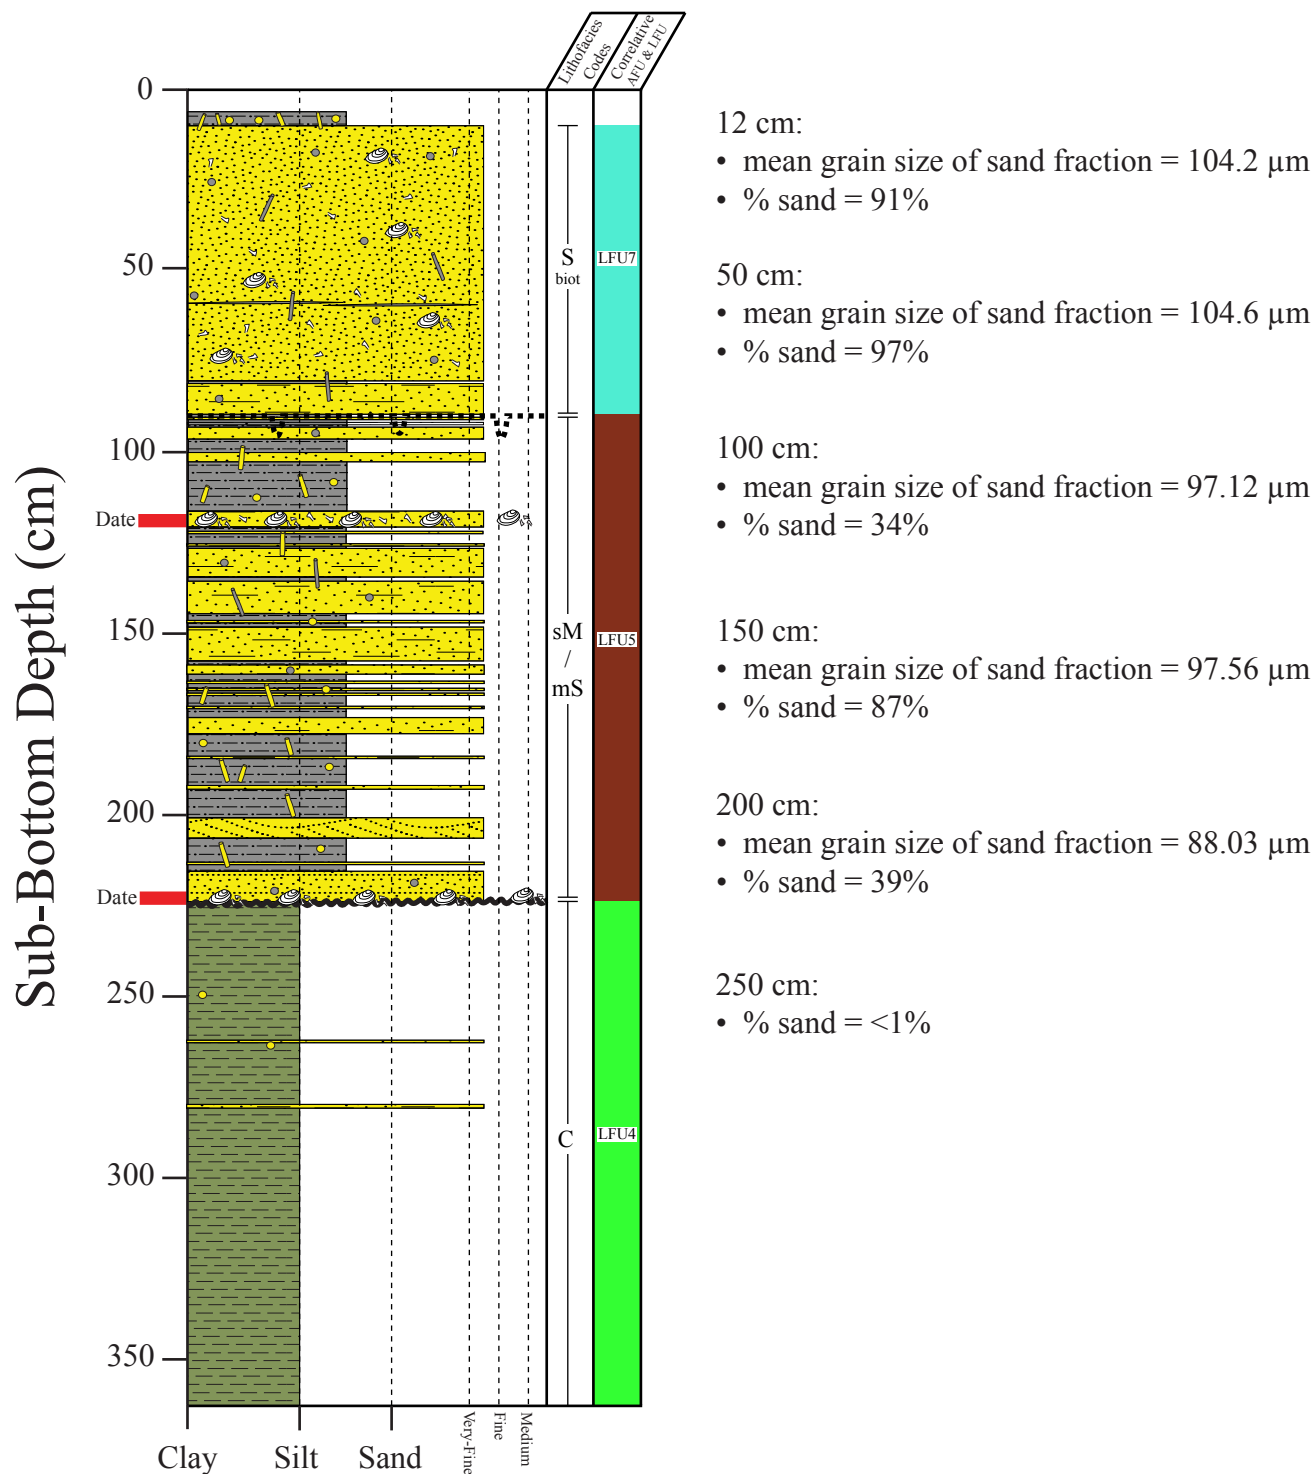 Lithofacies
Codes
Correlative
AFU & LFU
Sub-Bottom Depth (cm)
0
50
100
150
200
250
300
350
Date
Date
S
biot
sM
/
mS
C
LFU7
LFU5
LFU4
Clay
Silt
Sand
Very-Fine
Fine
Medium
12 cm:
• mean grain size of sand fraction = 104.2 µm
• % sand = 91%
50 cm:
• mean grain size of sand fraction = 104.6 µm
• % sand = 97%
100 cm:
• mean grain size of sand fraction = 97.12 µm
• % sand = 34%
150 cm:
• mean grain size of sand fraction = 97.56 µm
• % sand = 87%
200 cm:
• mean grain size of sand fraction = 88.03 µm
• % sand = 39%
250 cm:
• % sand = <1%